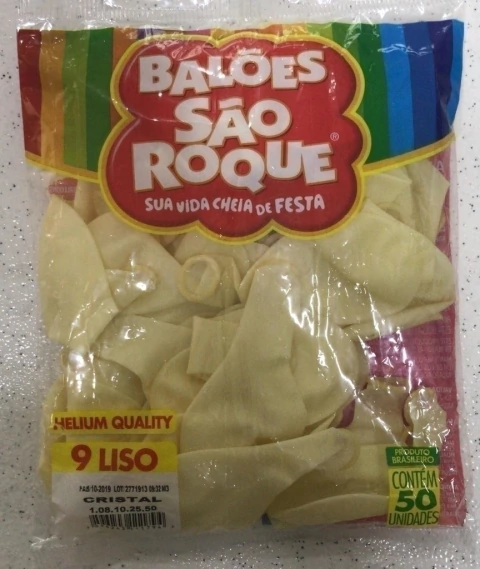 BALÕES
SÃO
ROQUE®
SUA VIDA CHEIA DE FESTA
HELIUM QUALITY
9 LISO
CRISTAL
1.08.10.25.50
PRODUTO
BRASILEIRO
CONTÉM
50
UNIDADES